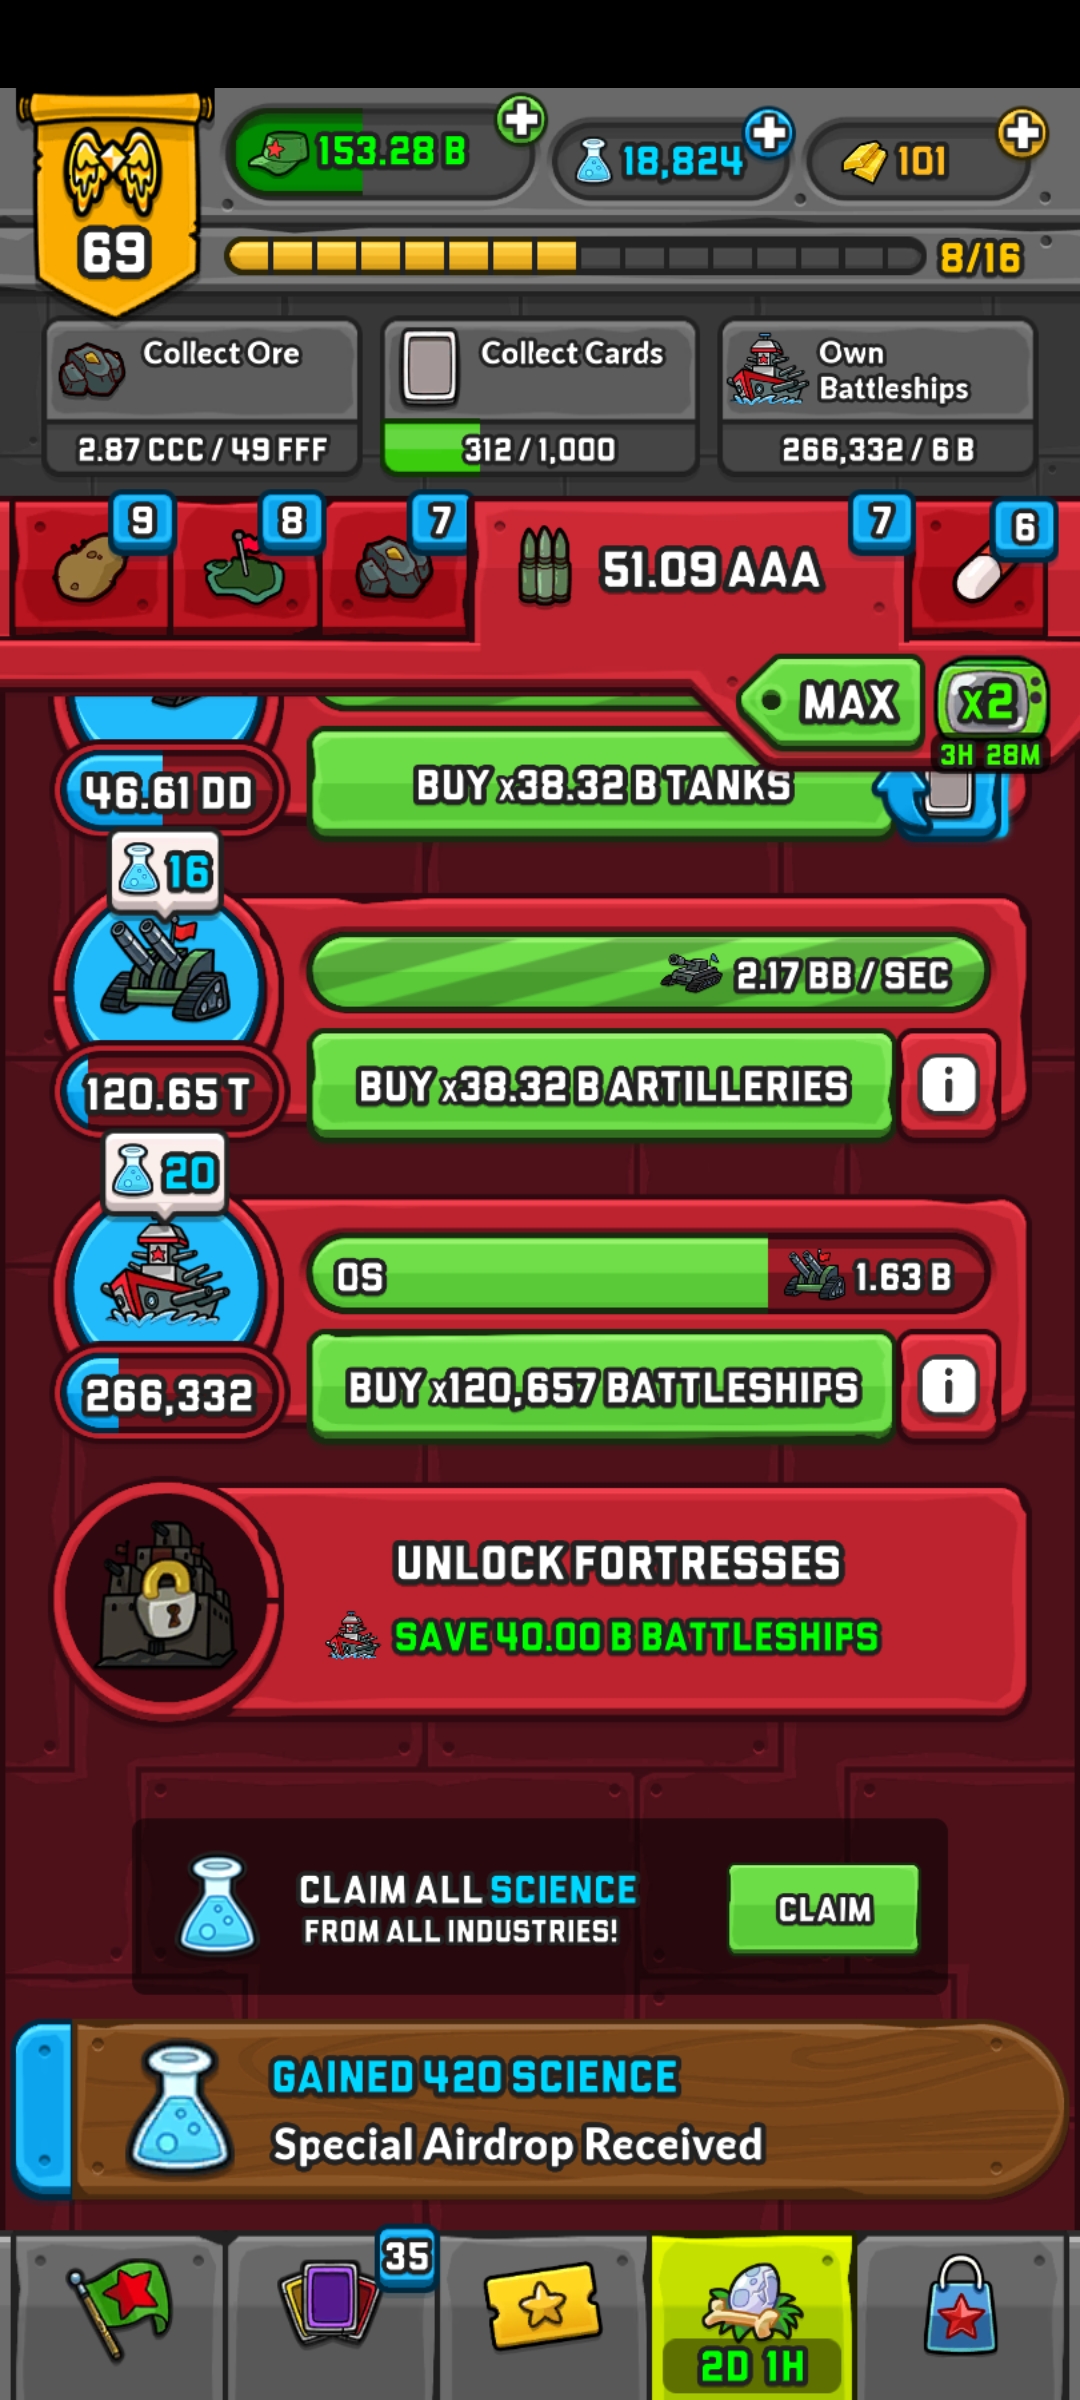 153.28 B
18,824
101
69
8/16
Collect Ore
2.87 CCC / 49 FFF
Collect Cards
312 / 1,000
Own
Battleships
266,332 / 6 B
9
8
7
51.09 AAA
7
6
MAX
x2
3H 28M
46.61 DD
BUY x38.32 B TANKS
16
2.17 BB / SEC
120.65 T
BUY x38.32 B ARTILLERIES
i
20
0S
1.63 B
266,332
BUY x120,657 BATTLESHIPS
i
UNLOCK FORTRESSES
SAVE 40.00 B BATTLESHIPS
CLAIM ALL SCIENCE
FROM ALL INDUSTRIES!
CLAIM
GAINED 420 SCIENCE
Special Airdrop Received
35
2D 1H